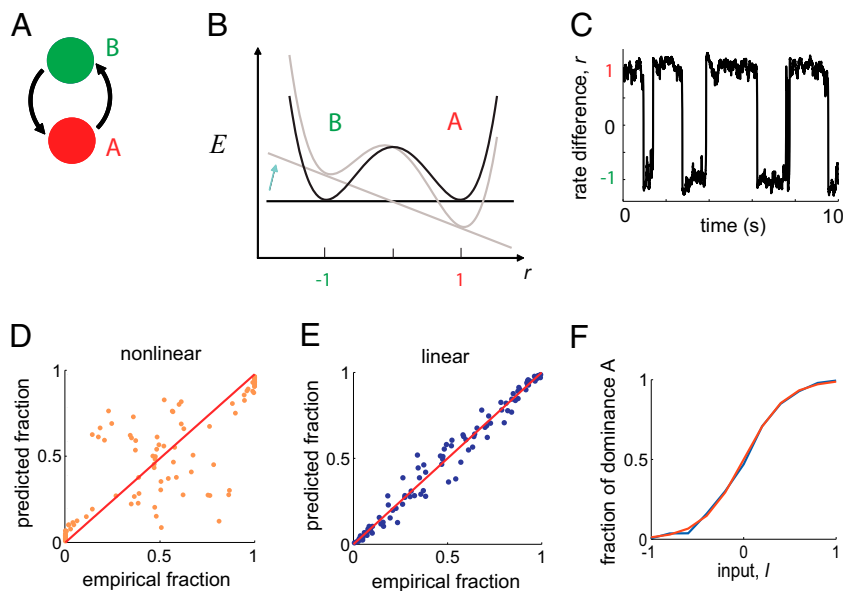 A
B
A
B
E
B
A
-1
1
r
C
rate difference, r
1
0
-1
0
10
time (s)
D
nonlinear
predicted fraction
1
0.5
0
0
0.5
1
empirical fraction
E
linear
predicted fraction
1
0.5
0
0
0.5
1
empirical fraction
F
fraction of dominance A
1
0.5
0
-1
0
1
input, I